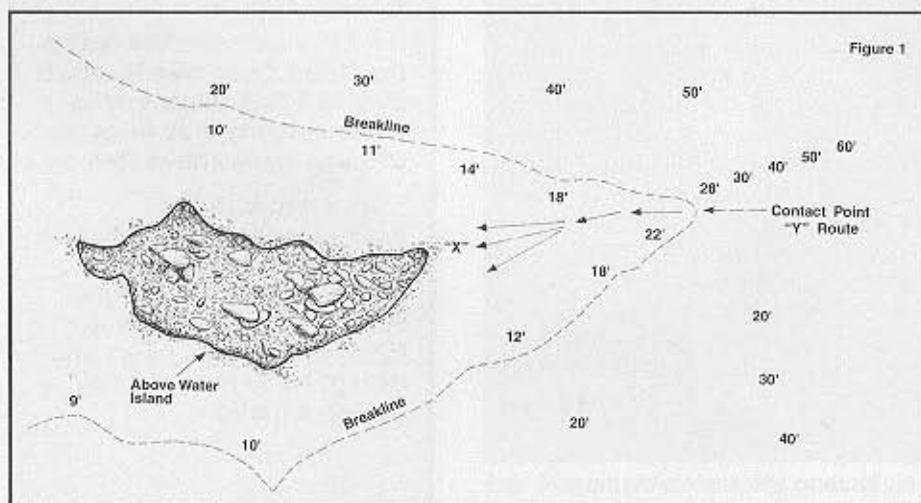 Figure 1
30'
40'
50'
20'
Breakline
10'
11'
14'
60'
50'
40'
30'
28'
18'
Contact Point
"Y" Route
22'
"X"
18'
20'
12'
Above Water
Island
30'
9'
Breakline
20'
10'
40'